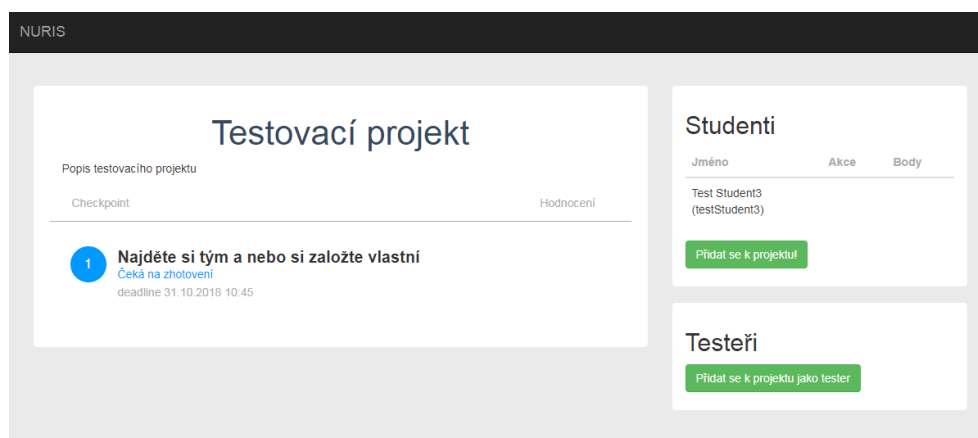 NURIS
Testovací projekt
Popis testovacího projektu
Checkpoint Hodnocení
1
Najděte si tým a nebo si založte vlastní
Čeká na zhotovení
deadline 31.10.2018 10:45
Studenti
Jméno Akce Body
Test Student3
(testStudent3)
Přidat se k projektu!
Testeři
Přidat se k projektu jako tester